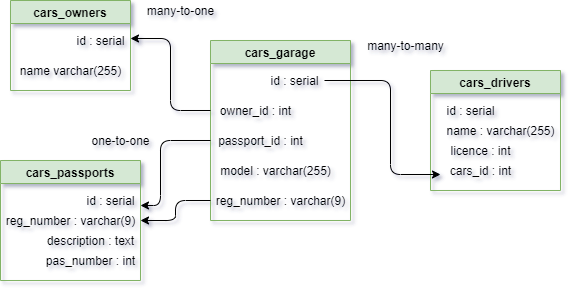 cars_owners
many-to-one
id : serial
name varchar(255)
cars_garage
many-to-many
id : serial
owner_id : int
passport_id : int
model : varchar(255)
reg_number : varchar(9)
cars_drivers
id : serial
name : varchar(255)
licence : int
cars_id : int
one-to-one
cars_passports
id : serial
reg_number : varchar(9)
description : text
pas_number : int